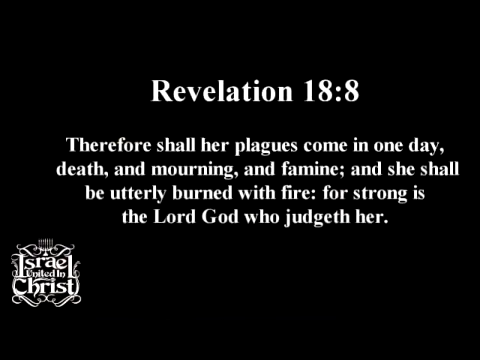 Revelation 18:8
Therefore shall her plagues come in one day,
death, and mourning, and famine; and she shall
be utterly burned with fire: for strong is
the Lord God who judgeth her.
Israel
United In
Christ